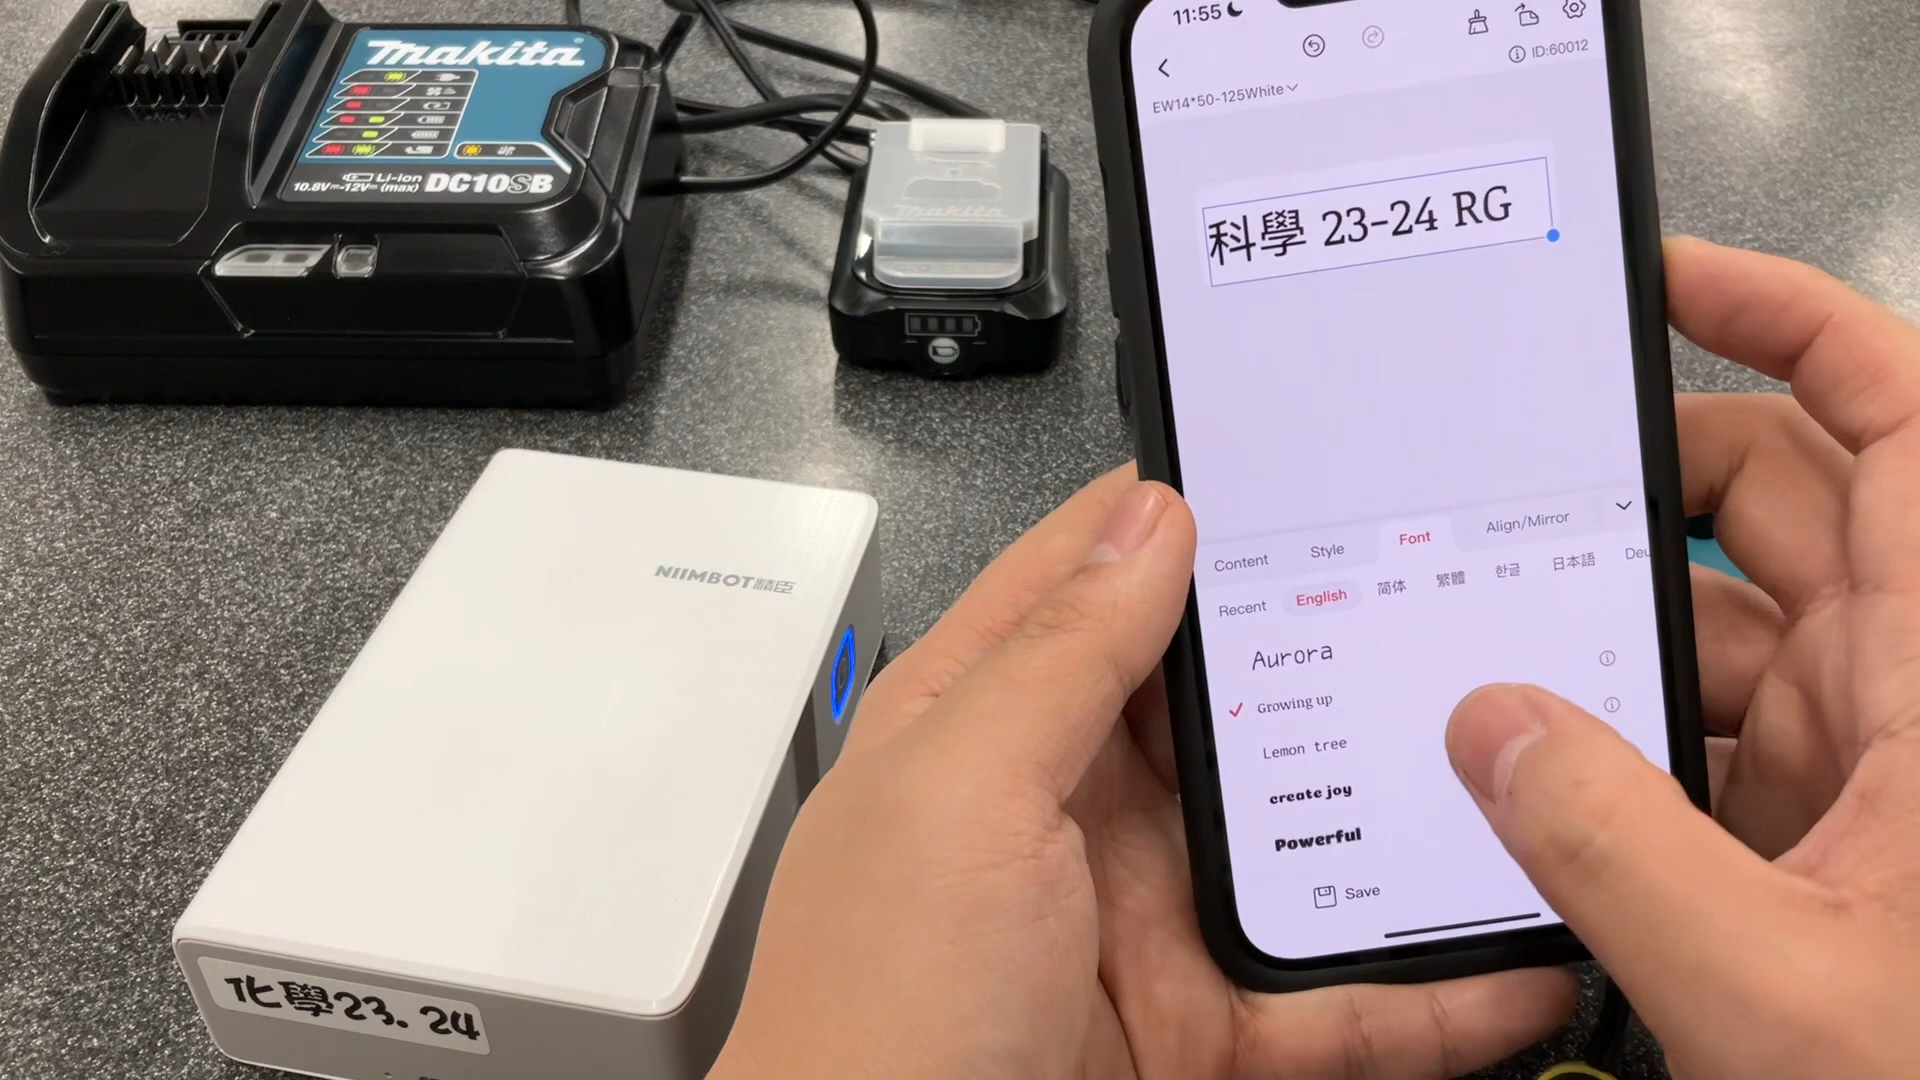 makita
Li-ion
10.8V⎓-12V⎓ (max) DC10SB
makita
NIIMBOT精臣
化學23.24
11:55
ID:60012
EW14*50-125White
科學 23-24 RG
Content Style Font Align/Mirror
Recent English 简体 繁體 한글 日本語 Deu
Aurora
Growing up
Lemon tree
create joy
Powerful
Save